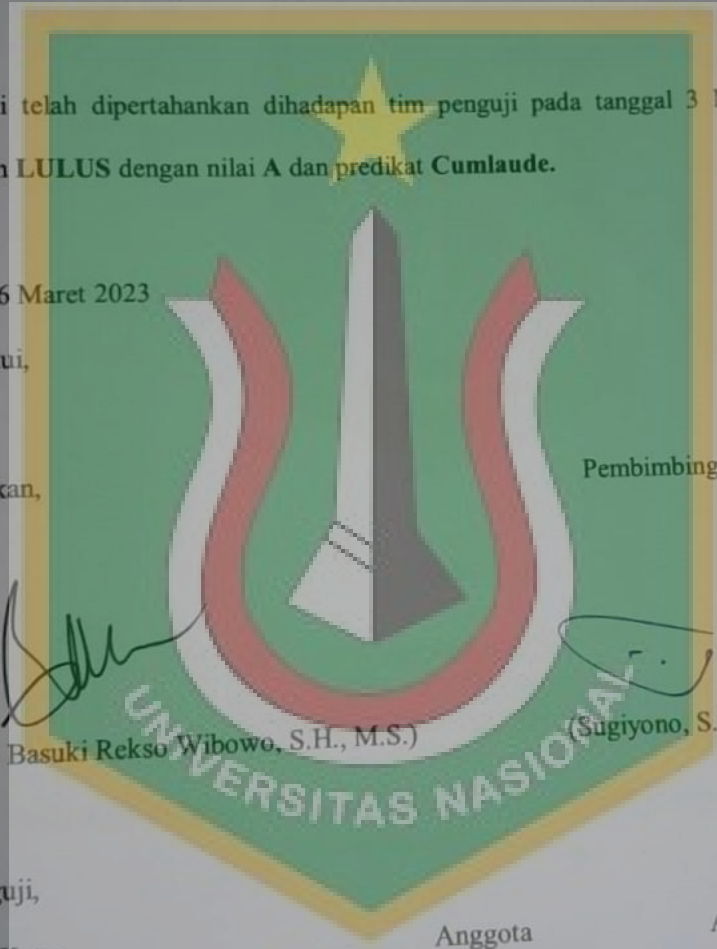 i telah dipertahankan dihadapan tim penguji pada tanggal 3
n LULUS dengan nilai A dan predikat Cumlaude.
6 Maret 2023
ui,
Pembimbing
kan,
Basuki Rekso Wibowo, S.H., M.S.)
(Sugiyono, S.
UNIVERSITAS NASIONAL
uji,
Anggota